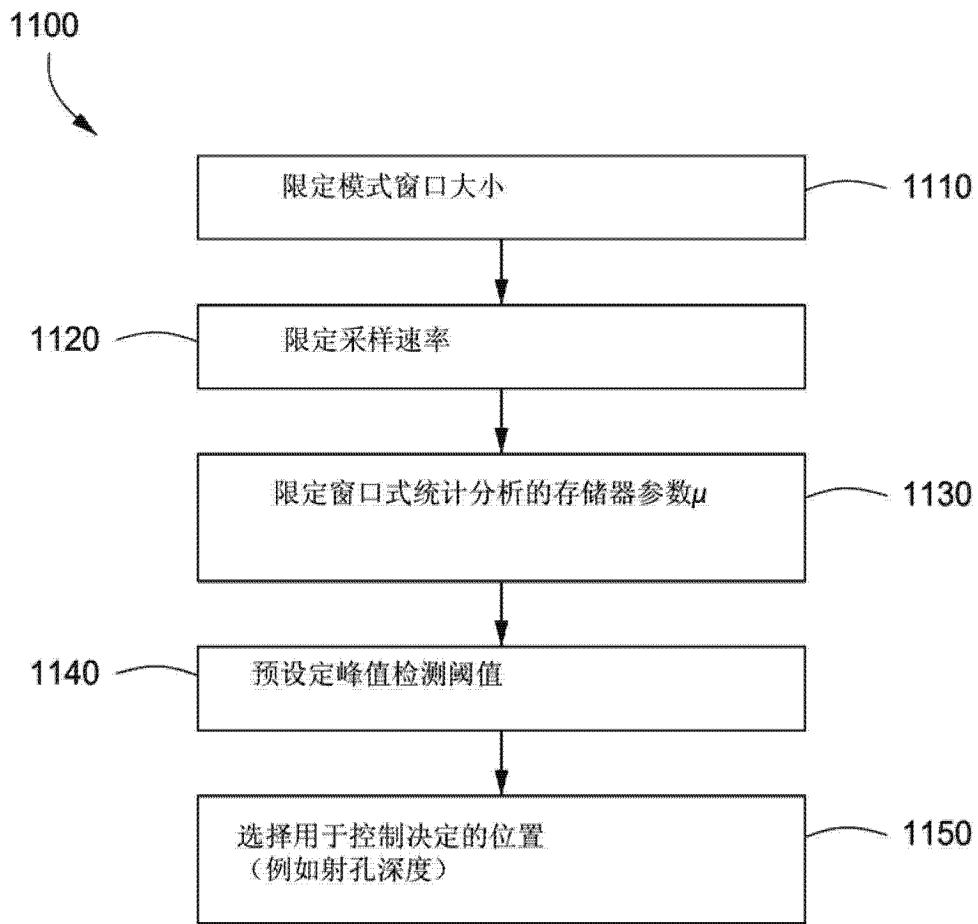 1100
限定模式窗口大小
1110
1120
限定采样速率
限定窗口式统计分析的存储器参数μ
1130
1140
预设定峰值检测阈值
选择用于控制决定的位置
（例如射孔深度）
1150